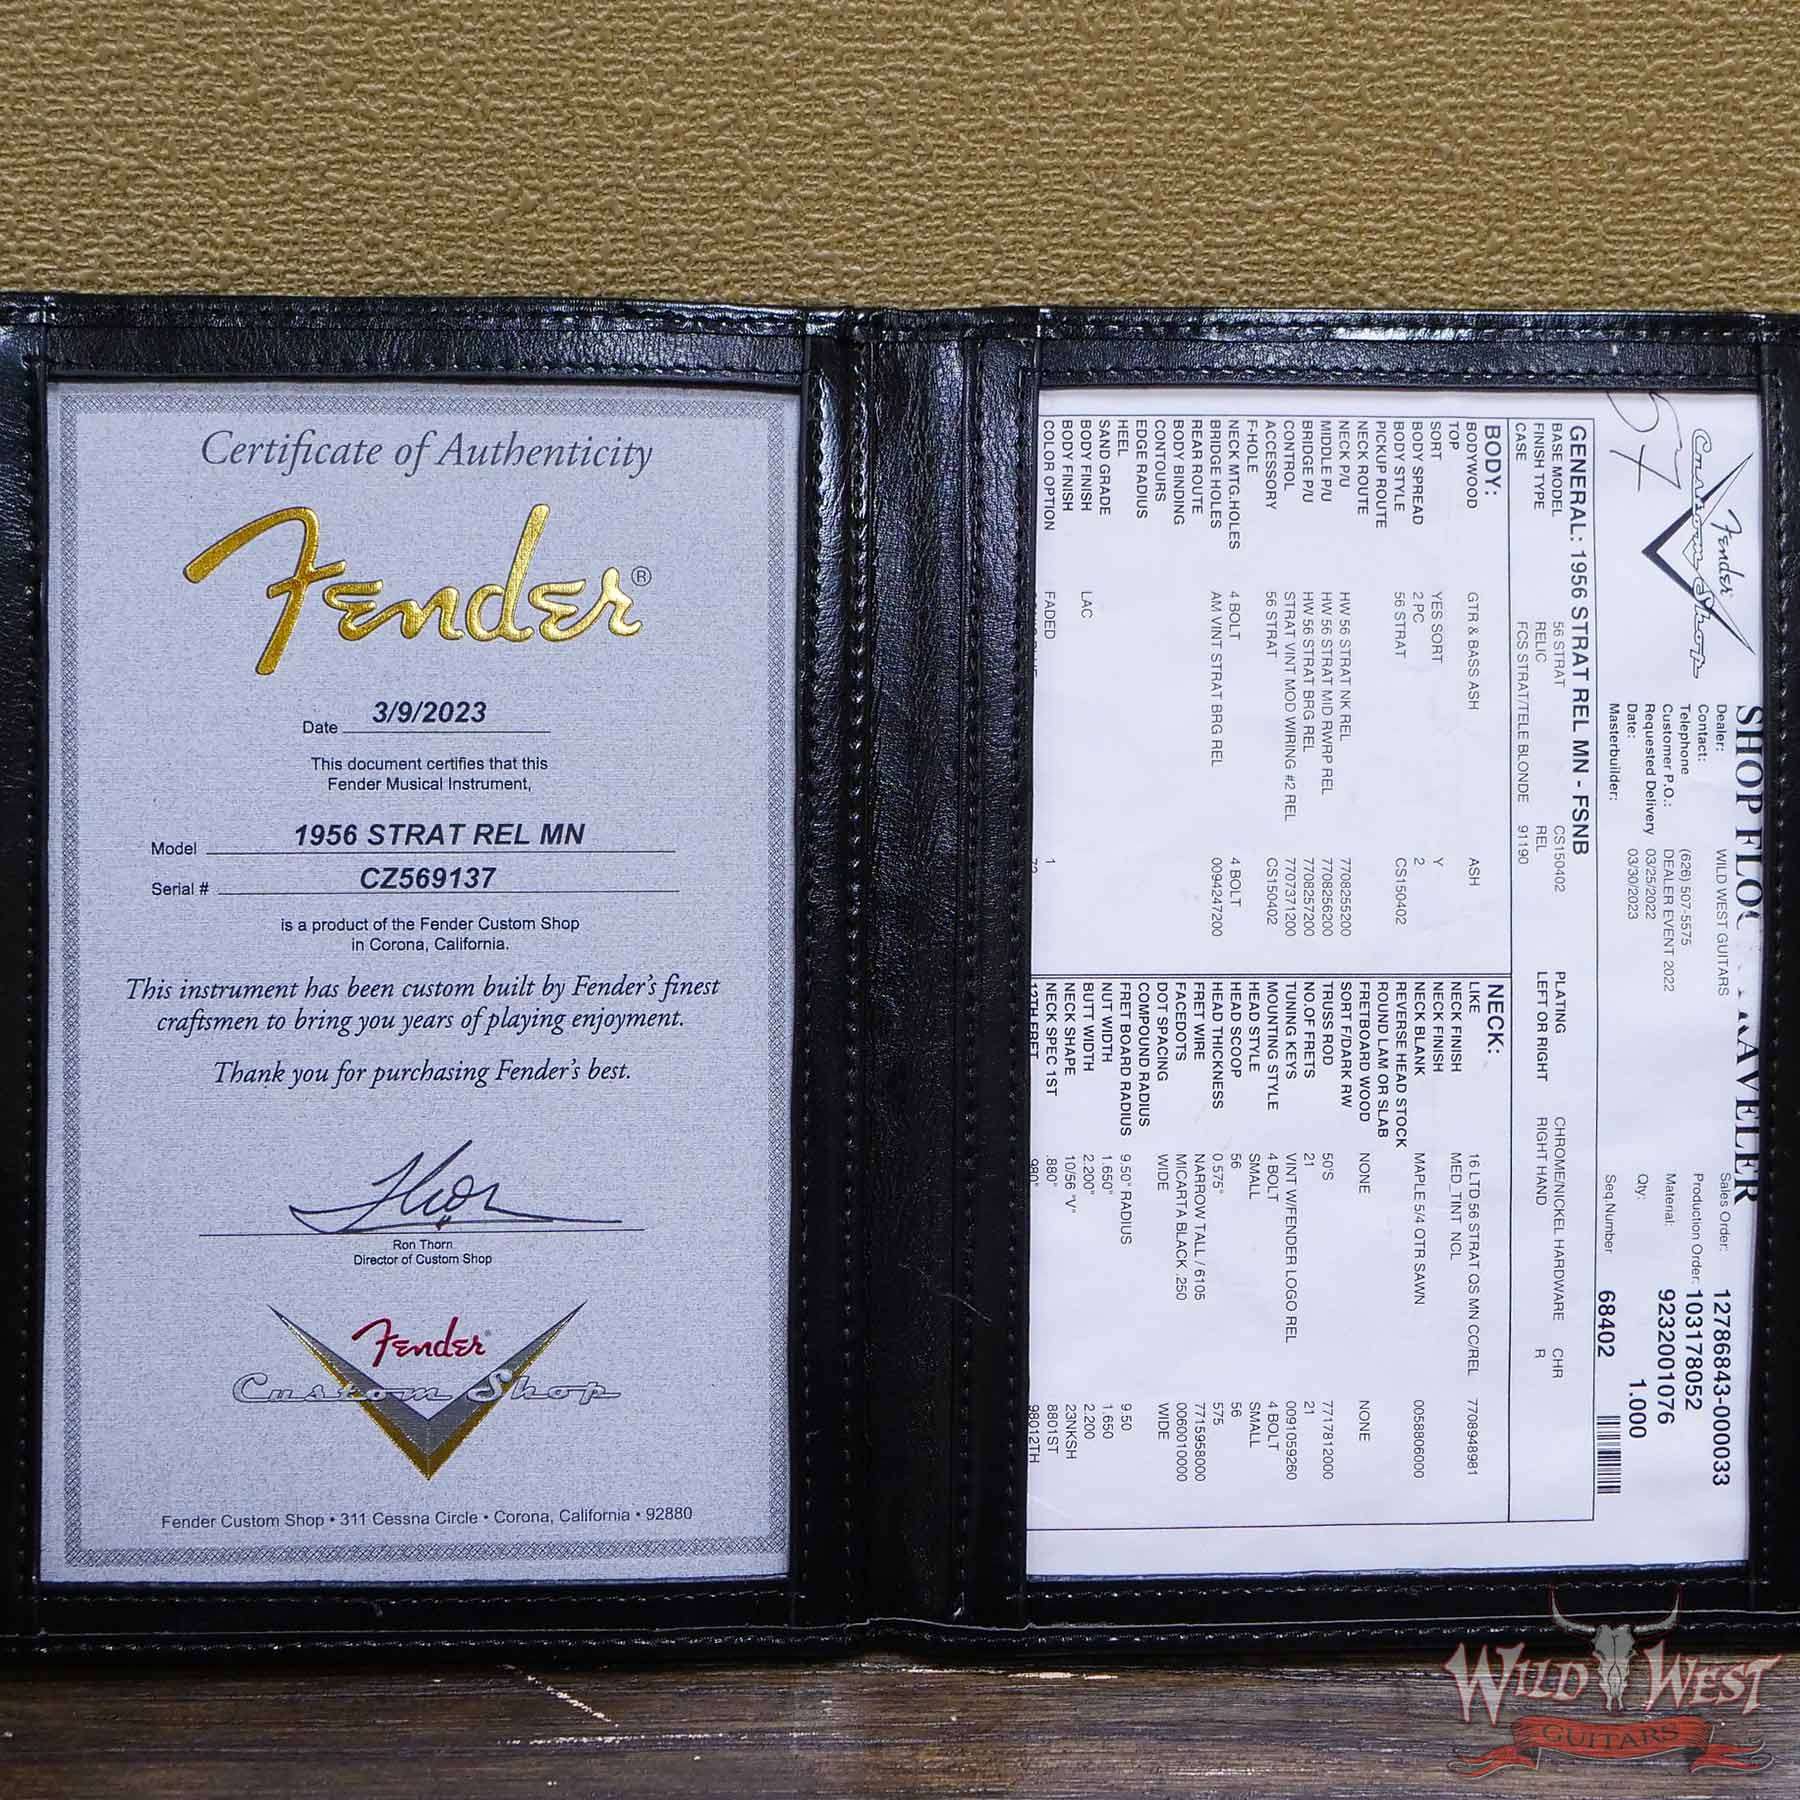 Certificate of Authenticity
Fender®
Date 3/9/2023
This document certifies that this
Fender Musical Instrument,
Model 1956 STRAT REL MN
Serial # CZ569137
is a product of the Fender Custom Shop
in Corona, California.
This instrument has been custom built by Fender's finest
craftsmen to bring you years of playing enjoyment.
Thank you for purchasing Fender's best.
Ron Thorn
Director of Custom Shop
Fender®
Custom Shop
Fender Custom Shop • 311 Cessna Circle • Corona, California • 92880
Fender
Custom Shop
SHOP FLOO RAVELER
Dealer: WILD WEST GUITARS Sales Order: 12786843-000033
Contact: Production Order: 103178052
Telephone (626) 507-5575
Customer P.O.: DEALER EVENT 2022 Material: 9232001076
Requested Delivery 03/25/2022 Qty: 1.000
Date: 03/30/2023
Masterbuilder: Seq.Number 68402
GENERAL: 1956 STRAT REL MN - FSNB
BASE MODEL 56 STRAT CS150402 PLATING CHROME/NICKEL HARDWARE CHR
FINISH TYPE RELIC REL LEFT OR RIGHT RIGHT HAND R
CASE FCS STRAT/TELE BLONDE 91190
BODY:
BODYWOOD GTR & BASS ASH ASH
TOP
SORT YES SORT Y
BODY SPREAD 2 PC 2
BODY STYLE 56 STRAT CS150402
PICKUP ROUTE
NECK ROUTE
NECK P/U HW 56 STRAT NK REL 7708255200
MIDDLE P/U HW 56 STRAT MID RWRP REL 7708256200
BRIDGE P/U HW 56 STRAT BRG REL 7708257200
CONTROL STRAT VINT MOD WIRING #2 REL 7707371200
ACCESSORY 56 STRAT CS150402
F-HOLE
NECK MTG.HOLES 4 BOLT 4 BOLT
BRIDGE HOLES AM VINT STRAT BRG REL 0094247200
REAR ROUTE
BODY BINDING
CONTOURS
EDGE RADIUS
HEEL
SAND GRADE
BODY FINISH LAC
BODY FINISH
COLOR OPTION FADED 1
NECK:
LIKE 16 LTD 56 STRAT QS MN CC/REL 7708948981
NECK FINISH MED_TINT NCL
NECK FINISH
NECK BLANK MAPLE 5/4 QTR SAWN 0058806000
REVERSE HEAD STOCK
ROUND LAM OR SLAB
FRETBOARD WOOD NONE NONE
SORT F/DARK RW
TRUSS ROD 50'S 7717812000
NO.OF FRETS 21 21
TUNING KEYS VINT W/FENDER LOGO REL 0091059260
MOUNTING STYLE 4 BOLT 4 BOLT
HEAD STYLE SMALL SMALL
HEAD SCOOP 56 56
HEAD THICKNESS 0.575" 575
FRET WIRE NARROW TALL / 6105 7715958000
FACEDOTS MICARTA BLACK .250 0060010000
DOT SPACING WIDE WIDE
COMPOUND RADIUS
FRET BOARD RADIUS 9.50" RADIUS 9.50
NUT WIDTH 1.650" 1.650
BUTT WIDTH 2.200" 2.200
NECK SHAPE 10/56 "V" 23NKSH
NECK SPEC 1ST .880" 8801ST
12TH FRET .980" 98012TH
WILD WEST
GUITARS